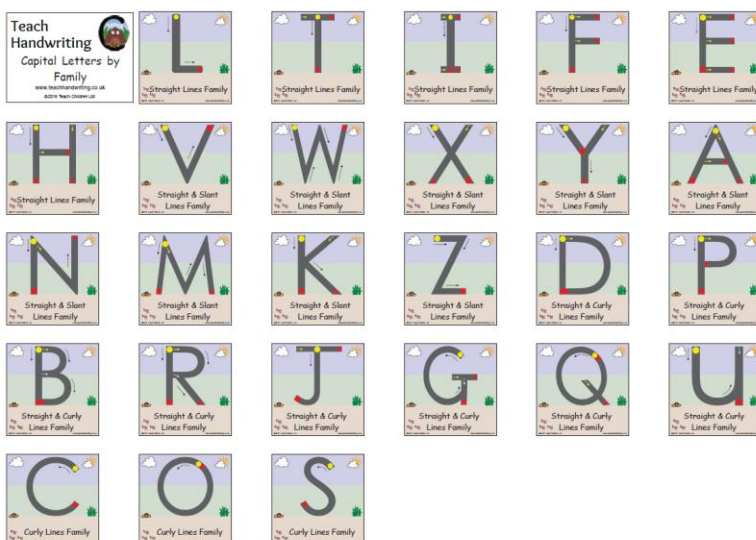 Teach
Handwriting
Capital Letters by
Family
www.teachhandwriting.co.uk
©2016 Teach Children Ltd
L
Straight Lines Family
T
Straight Lines Family
I
Straight Lines Family
F
Straight Lines Family
E
Straight Lines Family
H
Straight Lines Family
V
Straight & Slant
Lines Family
W
Straight & Slant
Lines Family
X
Straight & Slant
Lines Family
Y
Straight & Slant
Lines Family
A
Straight & Slant
Lines Family
N
Straight & Slant
Lines Family
M
Straight & Slant
Lines Family
K
Straight & Slant
Lines Family
Z
Straight & Slant
Lines Family
D
Straight & Curly
Lines Family
P
Straight & Curly
Lines Family
B
Straight & Curly
Lines Family
R
Straight & Curly
Lines Family
J
Straight & Curly
Lines Family
G
Straight & Curly
Lines Family
Q
Straight & Curly
Lines Family
U
Straight & Curly
Lines Family
C
Curly Lines Family
O
Curly Lines Family
S
Curly Lines Family